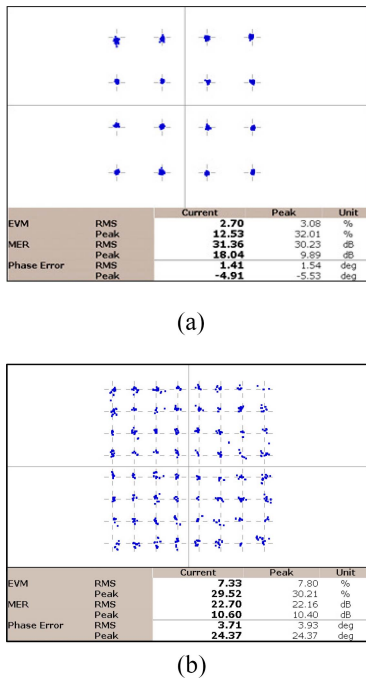 Current Peak Unit
EVM RMS 2.70 3.08 %
Peak 12.53 32.01 %
MER RMS 31.36 30.23 dB
Peak 18.04 9.89 dB
Phase Error RMS 1.41 1.54 deg
Peak -4.91 -5.53 deg
(a)
Current Peak Unit
EVM RMS 7.33 7.80 %
Peak 29.52 30.21 %
MER RMS 22.70 22.16 dB
Peak 10.60 10.40 dB
Phase Error RMS 3.71 3.93 deg
Peak 24.37 24.37 deg
(b)